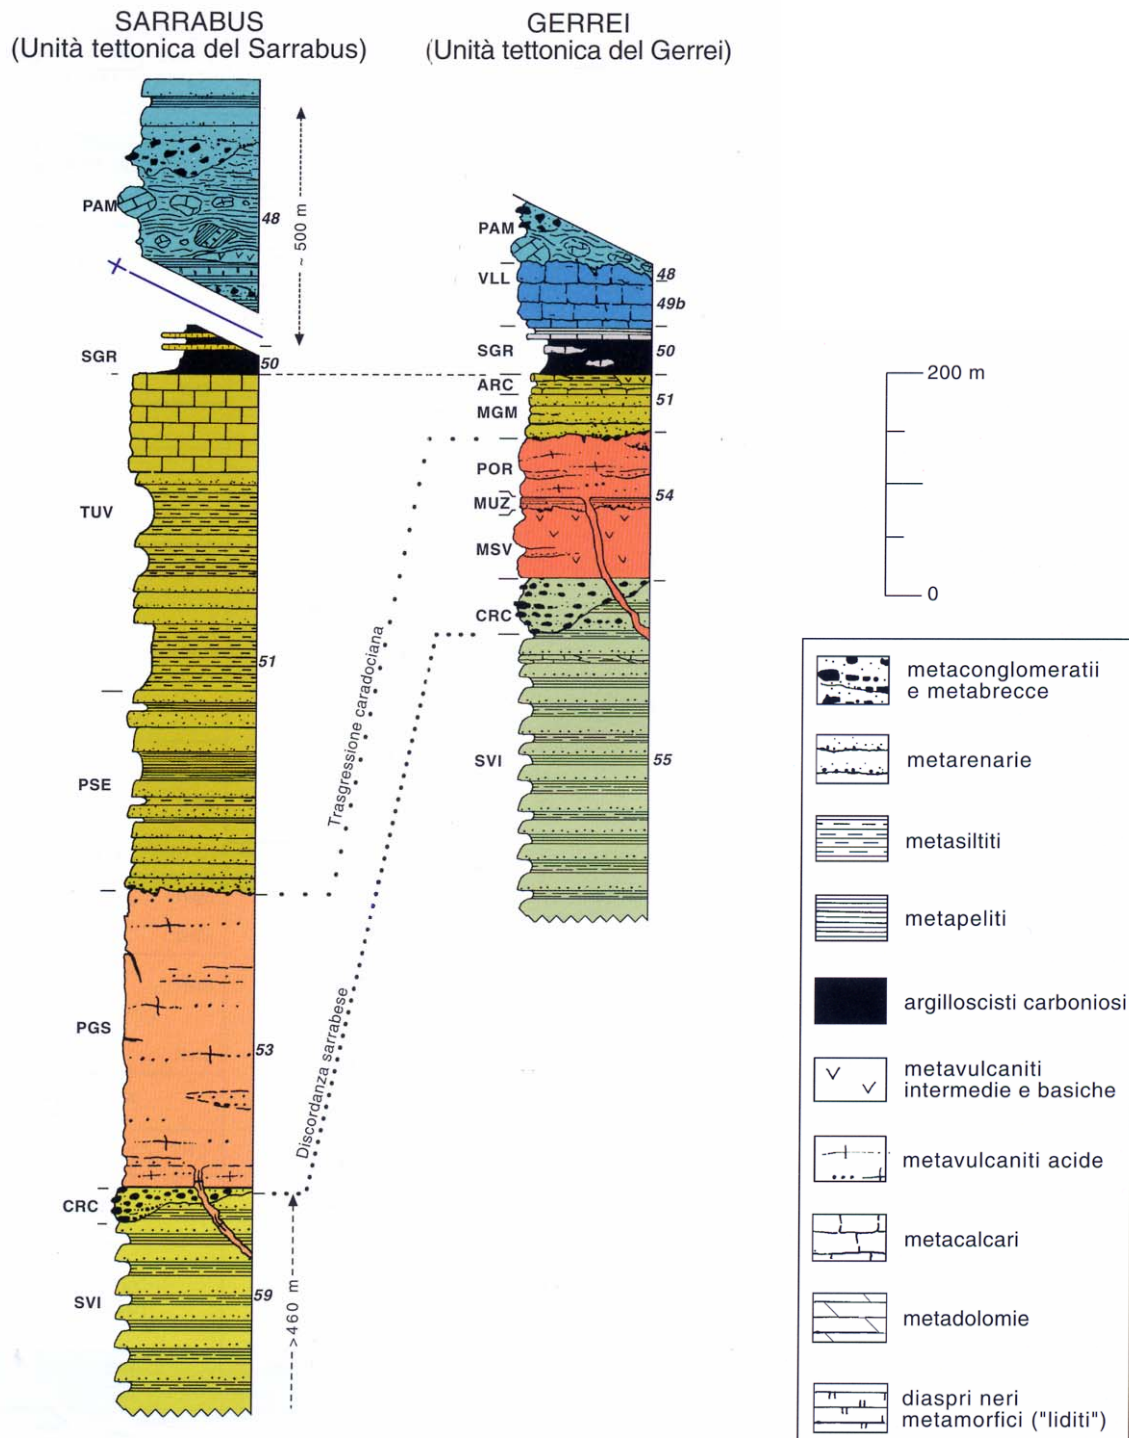 SARRABUS
(Unità tettonica del Sarrabus)
GERREI
(Unità tettonica del Gerrei)
PAM
48
~ 500 m
SGR
50
TUV
51
PSE
PGS
53
CRC
SVI
59
>460 m
Trasgressione caradociana
Discordanza sarrabese
PAM
48
VLL
49b
SGR
50
ARC
51
MGM
POR
54
MUZ
MSV
CRC
SVI
55
200 m
0
metaconglomeratii
e metabrecce
metarenarie
metasiltiti
metapeliti
argilloscisti carboniosi
metavulcaniti
intermedie e basiche
metavulcaniti acide
metacalcari
metadolomie
diaspri neri
metamorfici ("liditi")